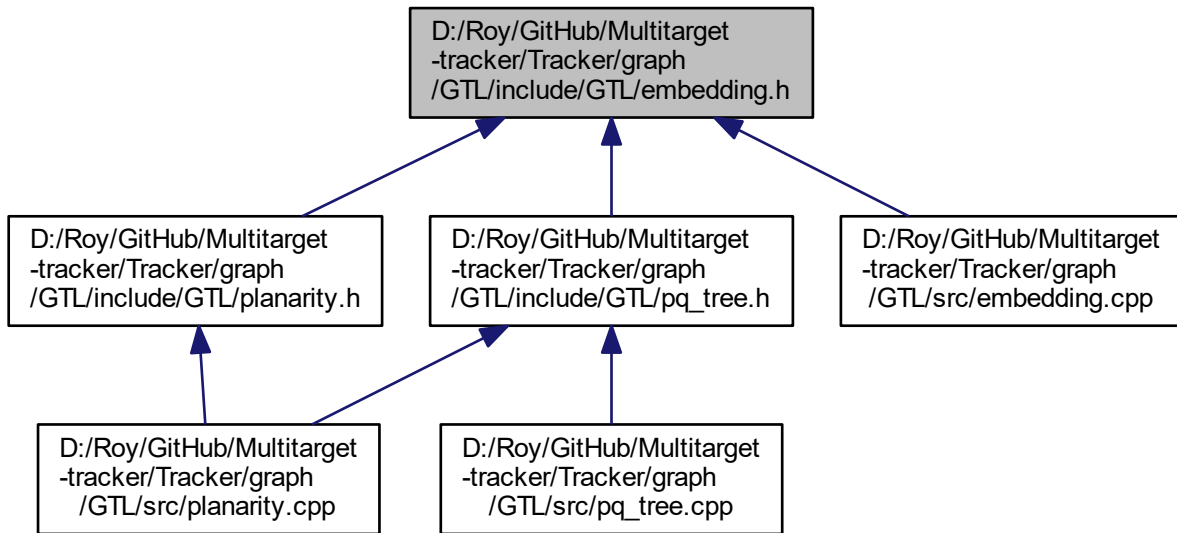 D:/Roy/GitHub/Multitarget
-tracker/Tracker/graph
/GTL/include/GTL/embedding.h
D:/Roy/GitHub/Multitarget
-tracker/Tracker/graph
/GTL/include/GTL/planarity.h
D:/Roy/GitHub/Multitarget
-tracker/Tracker/graph
/GTL/include/GTL/pq_tree.h
D:/Roy/GitHub/Multitarget
-tracker/Tracker/graph
/GTL/src/embedding.cpp
D:/Roy/GitHub/Multitarget
-tracker/Tracker/graph
/GTL/src/planarity.cpp
D:/Roy/GitHub/Multitarget
-tracker/Tracker/graph
/GTL/src/pq_tree.cpp